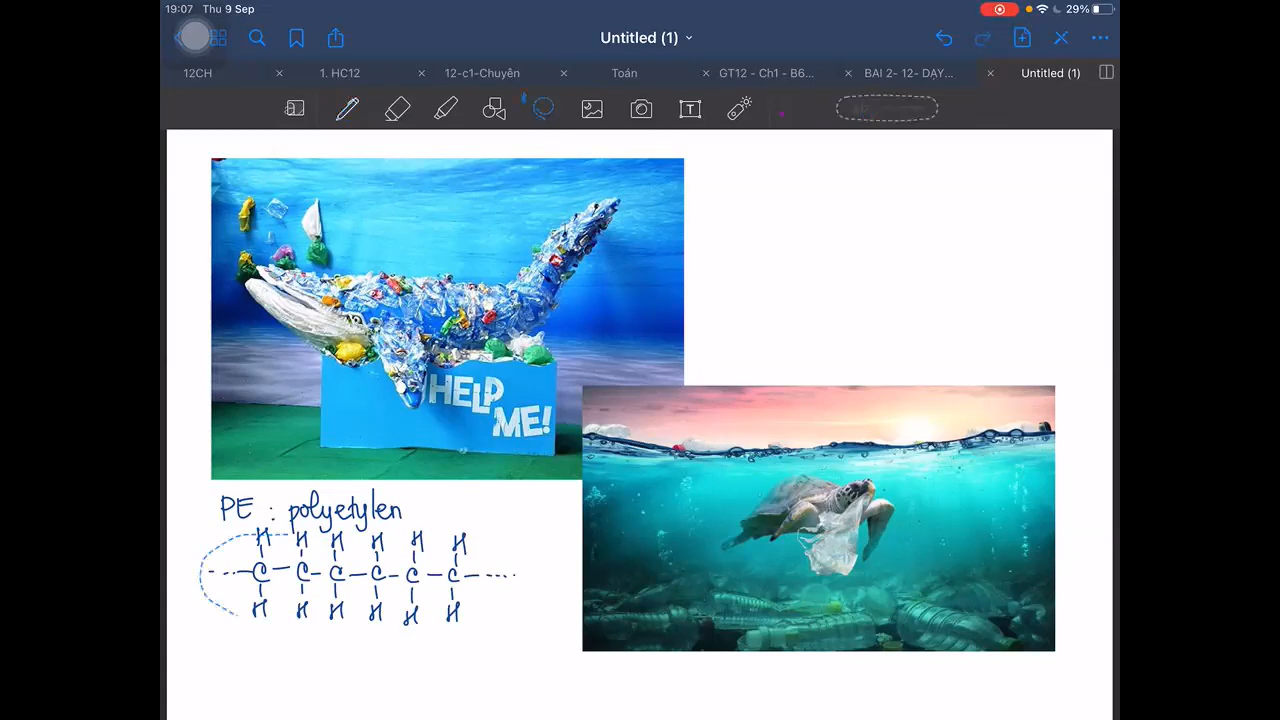 19:07 Thu 9 Sep 29%
Untitled (1)
12CH 1. HC12 12-c1-Chuyên Toán GT12 - Ch1 - B6... BAI 2- 12- DẠY... Untitled (1)
T
HELP
ME!
PE : polyetylen
H H H H H H
---C-C-C-C-C-C----
H H H H H H